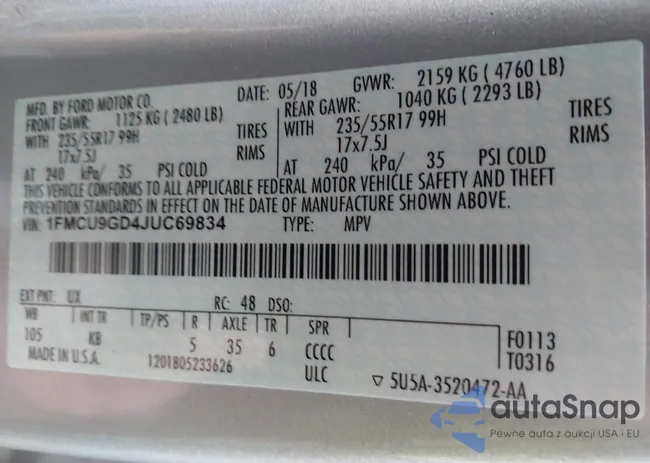 MFD. BY FORD MOTOR CO.
DATE: 05/18 GVWR: 2159 KG ( 4760 LB)
FRONT GAWR: 1125 KG ( 2480 LB) REAR GAWR: 1040 KG ( 2293 LB)
WITH 235/55R17 99H TIRES WITH 235/55R17 99H TIRES
17x7.5J RIMS 17x7.5J RIMS
AT 240 kPa/ 35 PSI COLD AT 240 kPa/ 35 PSI COLD
THIS VEHICLE CONFORMS TO ALL APPLICABLE FEDERAL MOTOR VEHICLE SAFETY AND THEFT
PREVENTION STANDARDS IN EFFECT ON THE DATE OF MANUFACTURE SHOWN ABOVE.
VIN: 1FMCU9GD4JUC69834 TYPE: MPV
EXT PNT: UX RC: 48 DSO:
WB INT TR TP/PS R AXLE TR SPR
105 KB 5 35 6 CCCC F0113
MADE IN U.S.A. 1201805233626 ULC T0316
▽ 5U5A-3520472-AA
autaSnap
Pewne auta z aukcji USA i EU